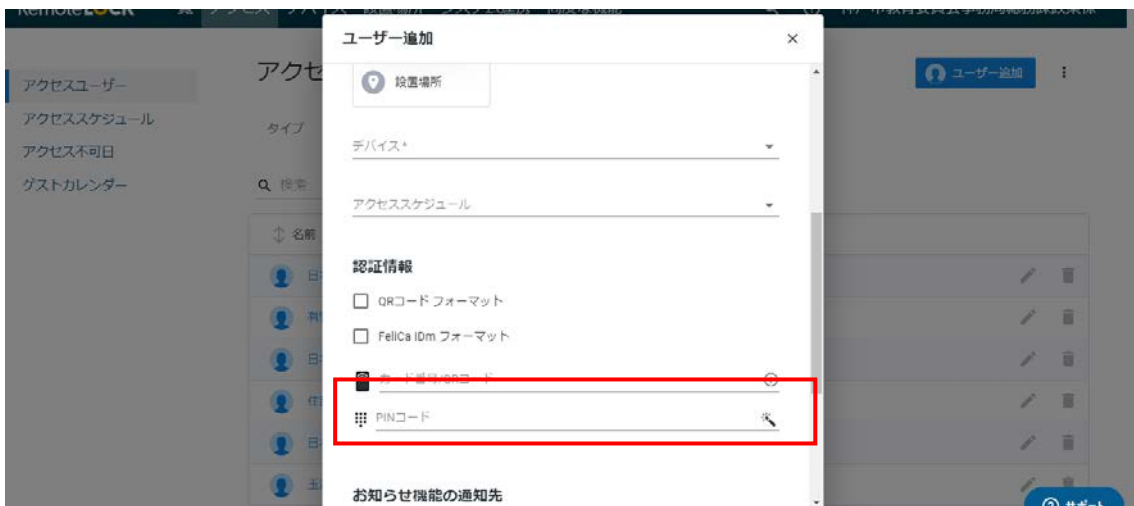 RemoteLOCK
ユーザー追加
アクセスユーザー
アクセススケジュール
アクセス不可日
ゲストカレンダー
アクセ
ユーザー追加
タイプ
検索
名前
設置場所
デバイス*
アクセススケジュール
認証情報
QRコード フォーマット
FeliCa IDm フォーマット
カード番号/QRコード
PINコード
お知らせ機能の通知先
サポート